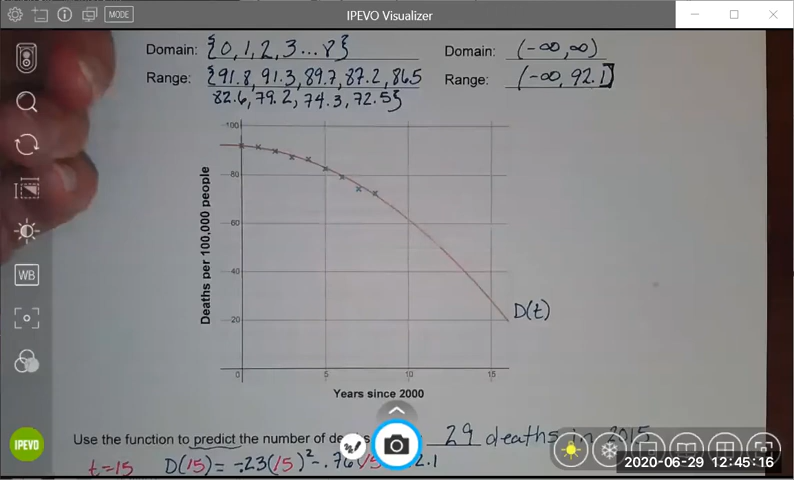 IPEVO Visualizer
MODE
Domain: {0, 1, 2, 3...8} Domain: (-∞,∞)
Range: {91.8, 91.3, 89.7, 87.2, 86.5 Range: (-∞, 92.1]
82.6, 79.2, 74.3, 72.5}
100
80
60
40
20
0 5 10 15
Deaths per 100,000 people
D(t)
Years since 2000
WB
IPEVO
Use the function to predict the number of 29 deaths in 2015
t=15 D(15) = -.23(15)² - .76 2.1
2020-06-29 12:45:16